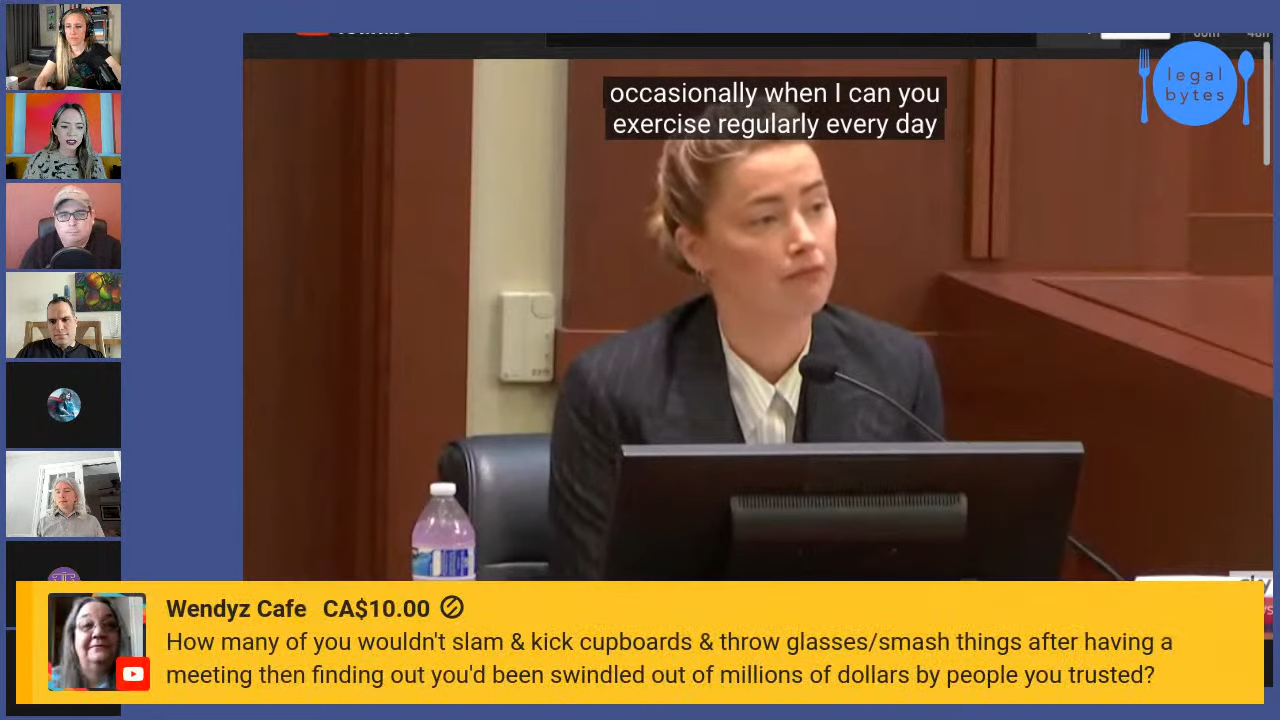 legal
bytes
occasionally when I can you
exercise regularly every day
Wendyz Cafe CA$10.00
How many of you wouldn't slam & kick cupboards & throw glasses/smash things after having a
meeting then finding out you'd been swindled out of millions of dollars by people you trusted?